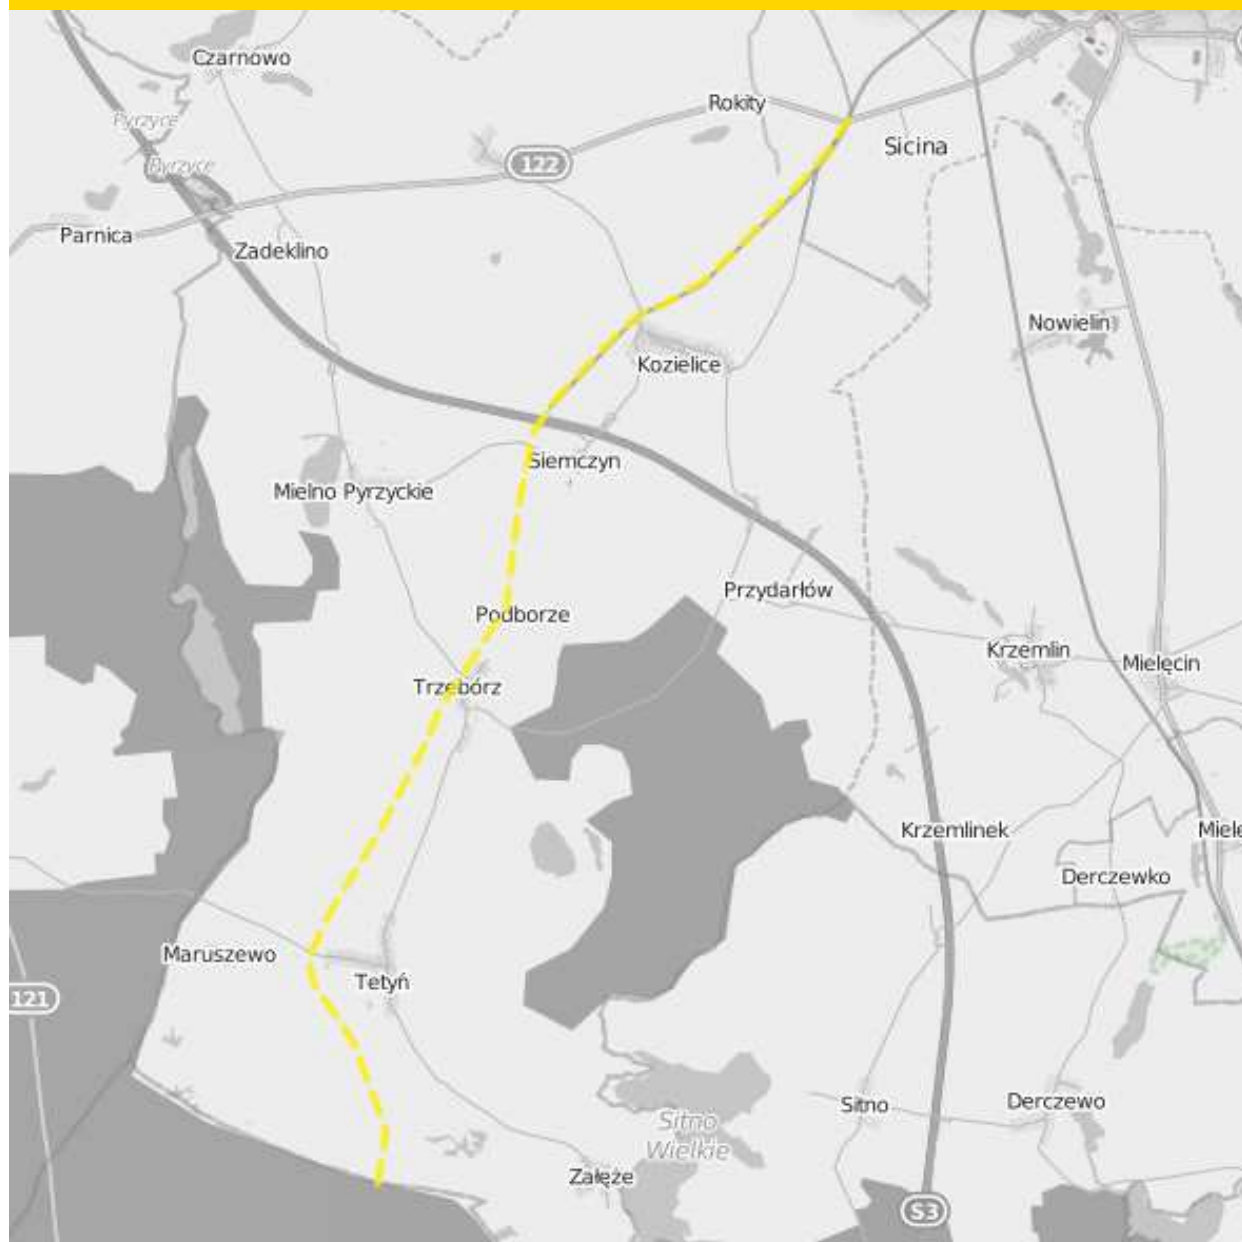 Czarnowo
Rokity
Pyrzyce
Sicina
Pyrzyce
122
Parnica
Zadeklino
Nowielin
Kozielice
Siemczyn
Mielno Pyrzyckie
Przydarłów
Podborze
Krzemlin
Mielęcin
Trzebórz
Krzemlinek
Miele
Derczewko
Maruszewo
Tetyń
121
Sitno
Derczewo
Sitno
Wielkie
Załęże
S3